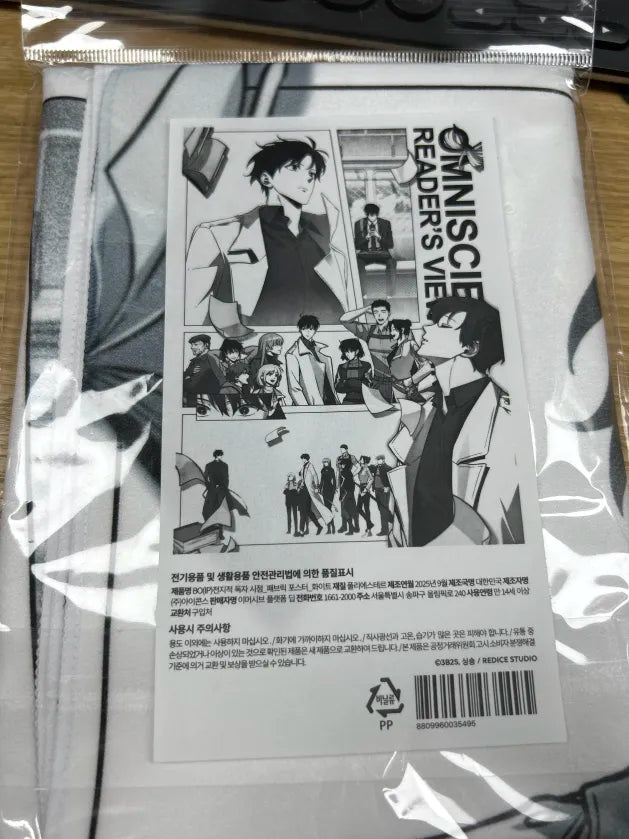 OMNISCIE
READER'S VIE
전기용품 및 생활용품 안전관리법에 의한 품질표시
제품명 BO(IP)전지적 독자 시점_패브릭 포스터_화이트 재질 폴리에스테르 제조연월 2025년 9월 제조국명 대한민국 제조자명
(주)아이콘스 판매자명 이머시브 플랫폼 딥 전화번호 1661-2000 주소 서울특별시 송파구 올림픽로 240 사용연령 만 14세 이상
교환처 구입처
사용시 주의사항
용도 이외에는 사용하지 마십시오. / 화기에 가까이하지 마십시오. / 직사광선과 고온, 습기가 많은 곳은 피해야 합니다. / 유통 중
손상되었거나 이상이 있는 것으로 확인된 제품은 새 제품으로 교환하여 드립니다. / 본 제품은 공정거래위원회 고시 소비자 분쟁해결
기준에 의거 교환 및 보상을 받으실 수 있습니다.
©3B2S, 싱숑 / REDICE STUDIO
비닐류
PP
8809960035495